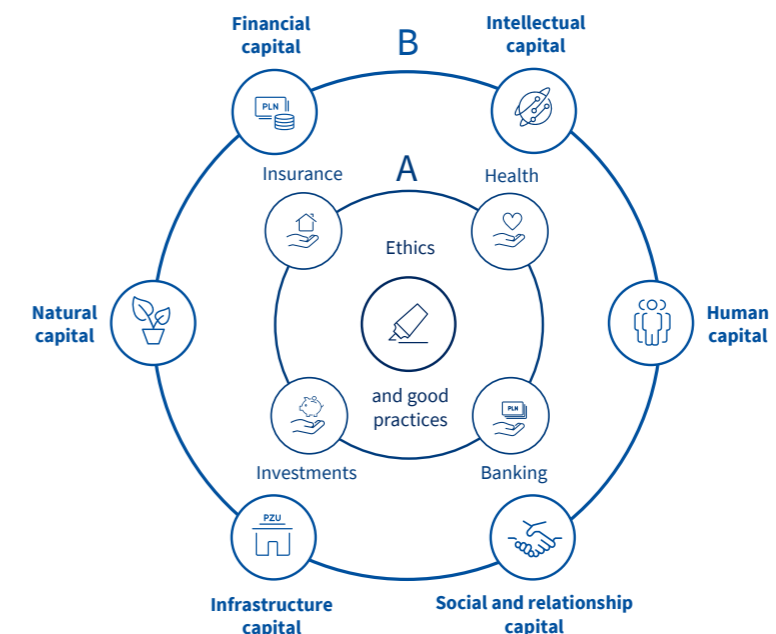 Financial
capital
B
Intellectual
capital
PLN
Insurance
A
Health
Ethics
Natural
capital
Human
capital
and good
practices
PLN
Investments
Banking
PZU
Infrastructure
capital
Social and relationship
capital